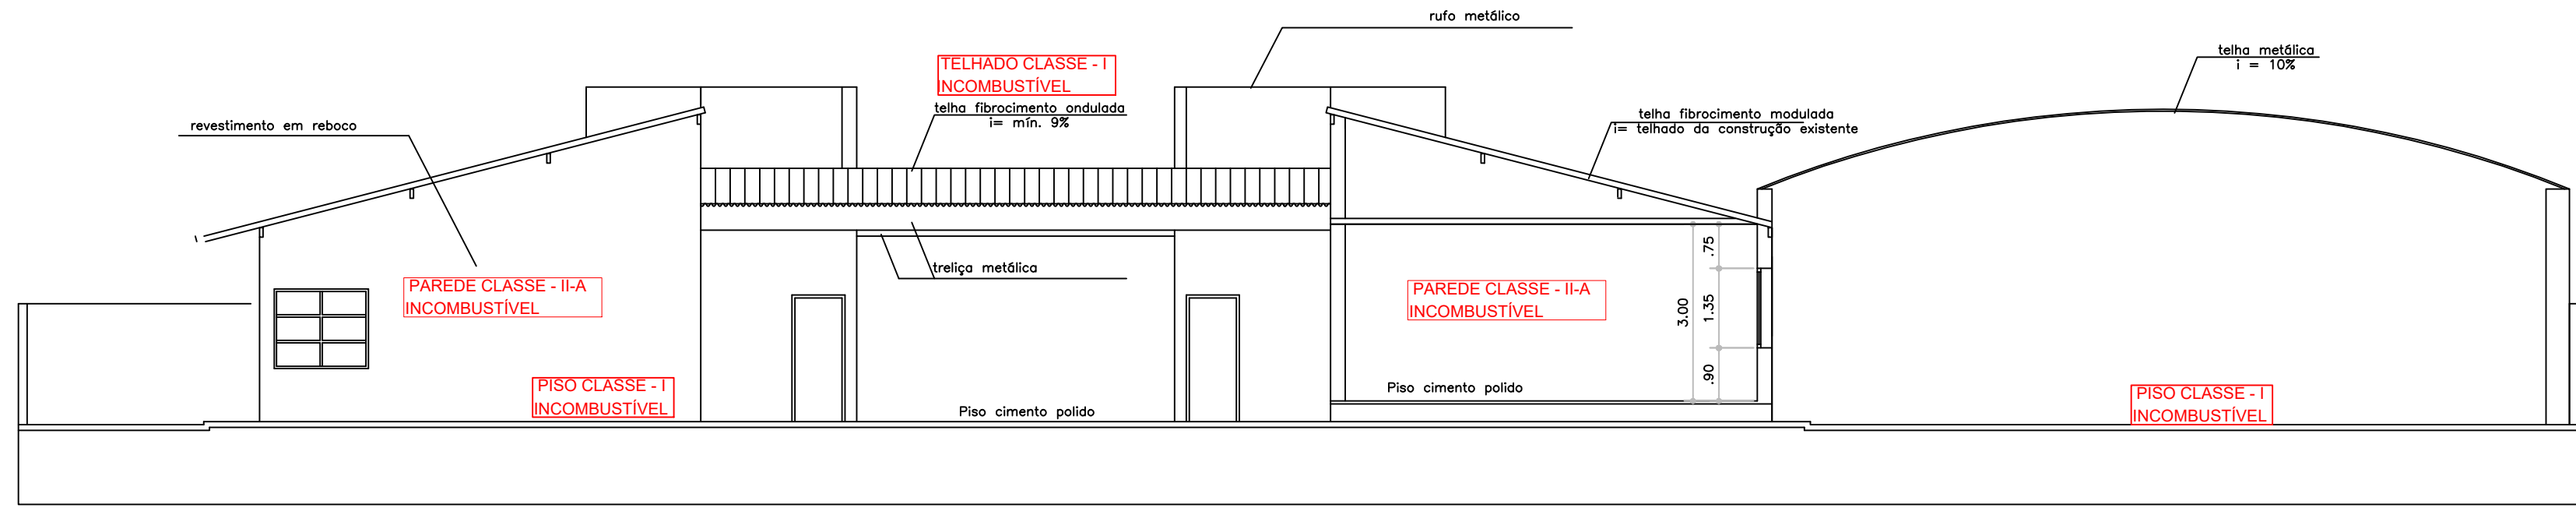 rufo metálico
telha metálica
i = 10%
TELHADO CLASSE - I
INCOMBUSTÍVEL
telha fibrocimento ondulada
i= mín. 9%
telha fibrocimento modulada
i= telhado da construção existente
revestimento em reboco
treliça metálica
PAREDE CLASSE - II-A
INCOMBUSTÍVEL
PAREDE CLASSE - II-A
INCOMBUSTÍVEL
.75
3.00
1.35
.90
PISO CLASSE - I
INCOMBUSTÍVEL
Piso cimento polido
Piso cimento polido
PISO CLASSE - I
INCOMBUSTÍVEL